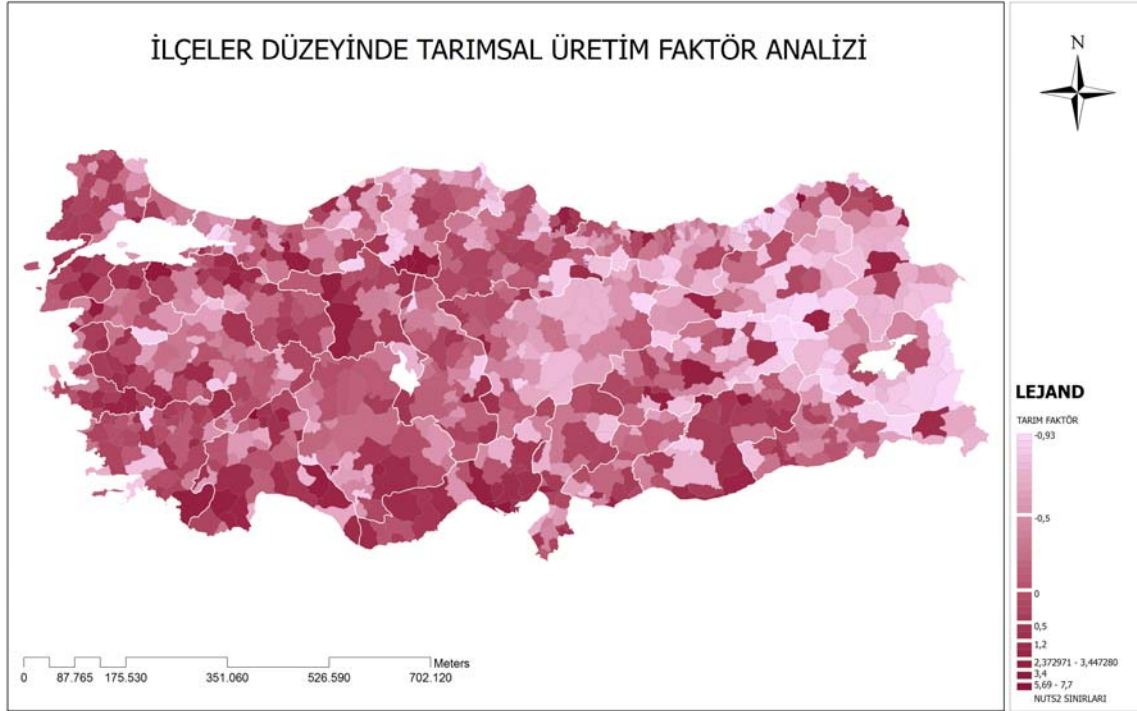 İLÇELER DÜZEYİNDE TARIMSAL ÜRETİM FAKTÖR ANALİZİ
N
LEJAND
TARIM FAKTÖR
-0,93
-0,5
0
0,5
1,2
2,372971 - 3,447280
3,4
5,69 - 7,7
NUTS2 SINIRLARI
Meters
0 87.765 175.530 351.060 526.590 702.120